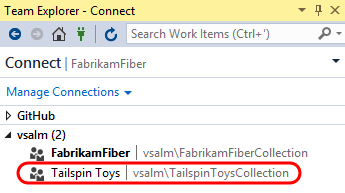 Team Explorer - Connect
Search Work Items (Ctrl+')
Connect | FabrikamFiber
Manage Connections
GitHub
vsalm (2)
FabrikamFiber | vsalm\FabrikamFiberCollection
Tailspin Toys | vsalm\TailspinToysCollection